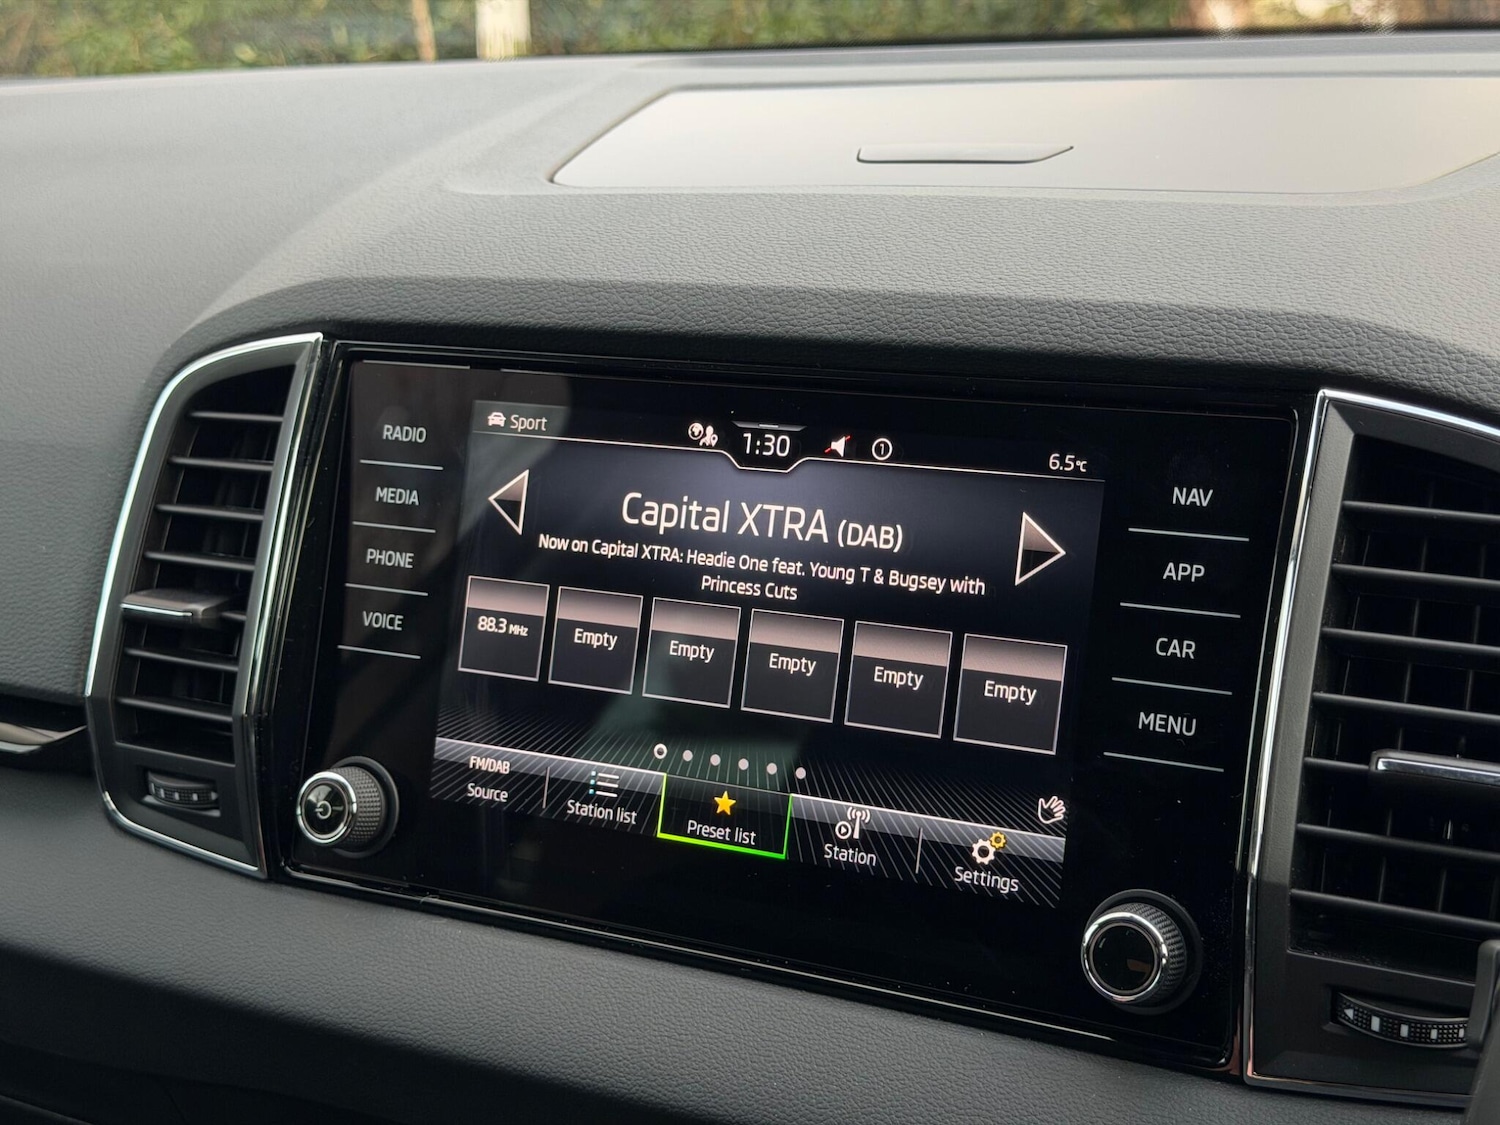 Sport
1:30
1
6.5°C
RADIO
MEDIA
PHONE
VOICE
Capital XTRA (DAB)
Now on Capital XTRA: Headie One feat. Young T & Bugsey with
Princess Cuts
88.3 MHz
Empty
Empty
Empty
Empty
Empty
FM/DAB
Source
Station list
Preset list
Station
Settings
NAV
APP
CAR
MENU